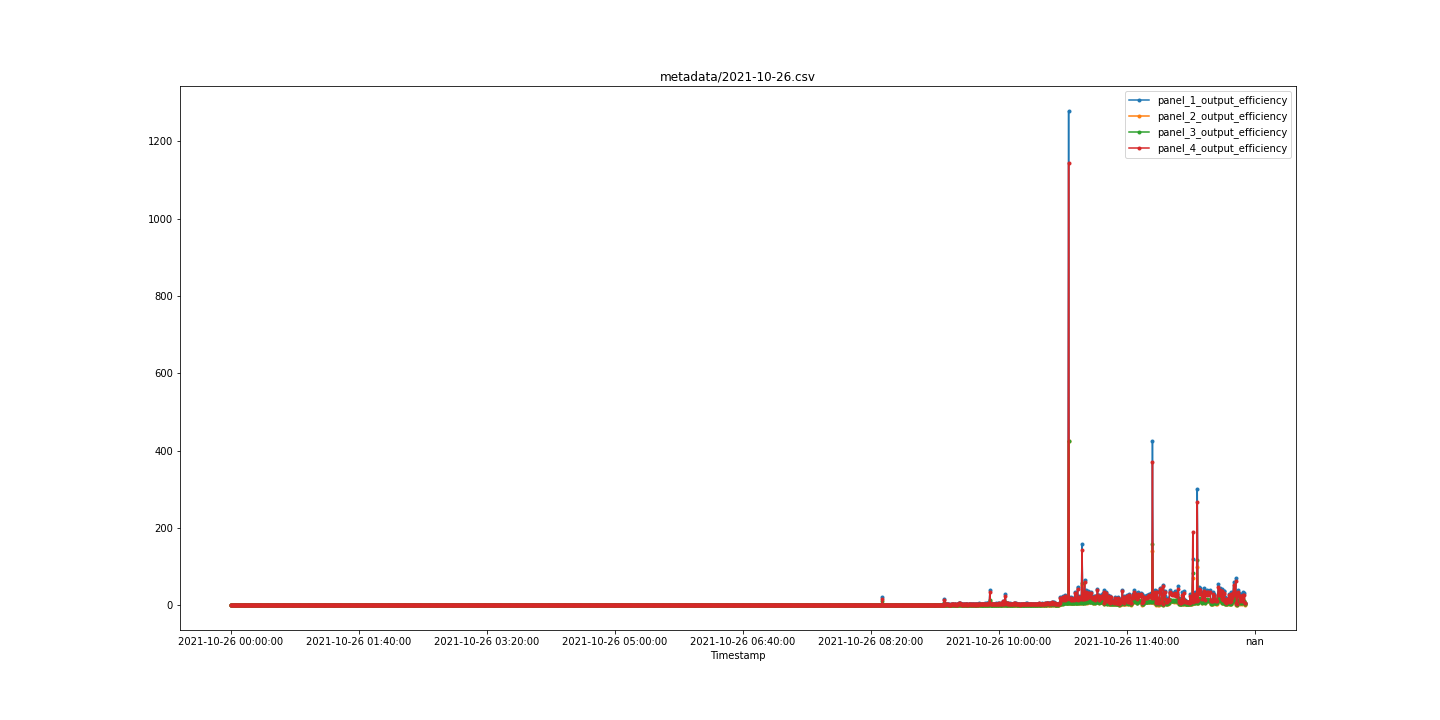 metadata/2021-10-26.csv
panel_1_output_efficiency
panel_2_output_efficiency
panel_3_output_efficiency
panel_4_output_efficiency
1200
1000
800
600
400
200
0
2021-10-26 00:00:00 2021-10-26 01:40:00 2021-10-26 03:20:00 2021-10-26 05:00:00 2021-10-26 06:40:00 2021-10-26 08:20:00 2021-10-26 10:00:00 2021-10-26 11:40:00 nan
Timestamp